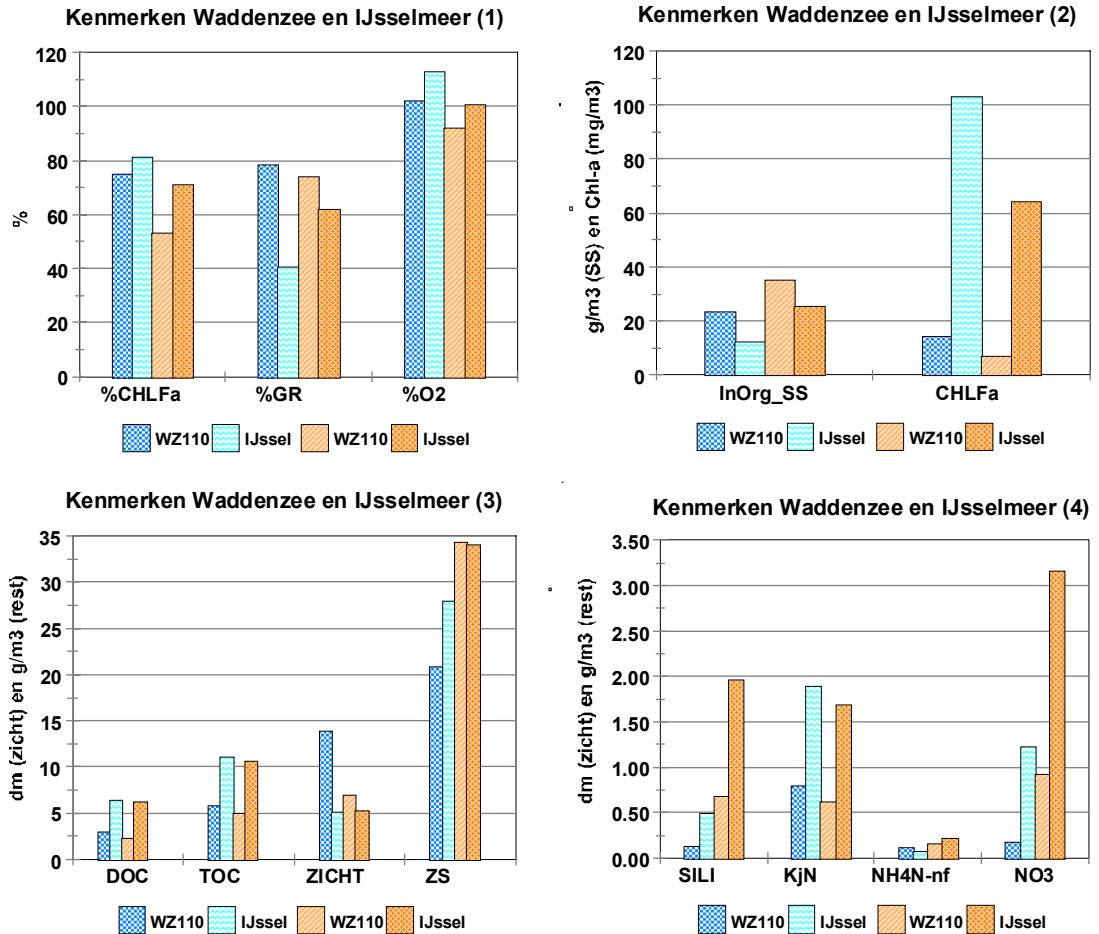 Kenmerken Waddenzee en IJsselmeer (1)
120
100
80
60
40
20
0
%
%CHLFa %GR %O2
WZ110 IJssel WZ110 IJssel
Kenmerken Waddenzee en IJsselmeer (2)
120
100
80
60
40
20
0
g/m3 (SS) en Chl-a (mg/m3)
InOrg_SS CHLFa
WZ110 IJssel WZ110 IJssel
Kenmerken Waddenzee en IJsselmeer (3)
35
30
25
20
15
10
5
0
dm (zicht) en g/m3 (rest)
DOC TOC ZICHT ZS
WZ110 IJssel WZ110 IJssel
Kenmerken Waddenzee en IJsselmeer (4)
3.50
3.00
2.50
2.00
1.50
1.00
0.50
0.00
dm (zicht) en g/m3 (rest)
SILI KjN NH4N-nf NO3
WZ110 IJssel WZ110 IJssel